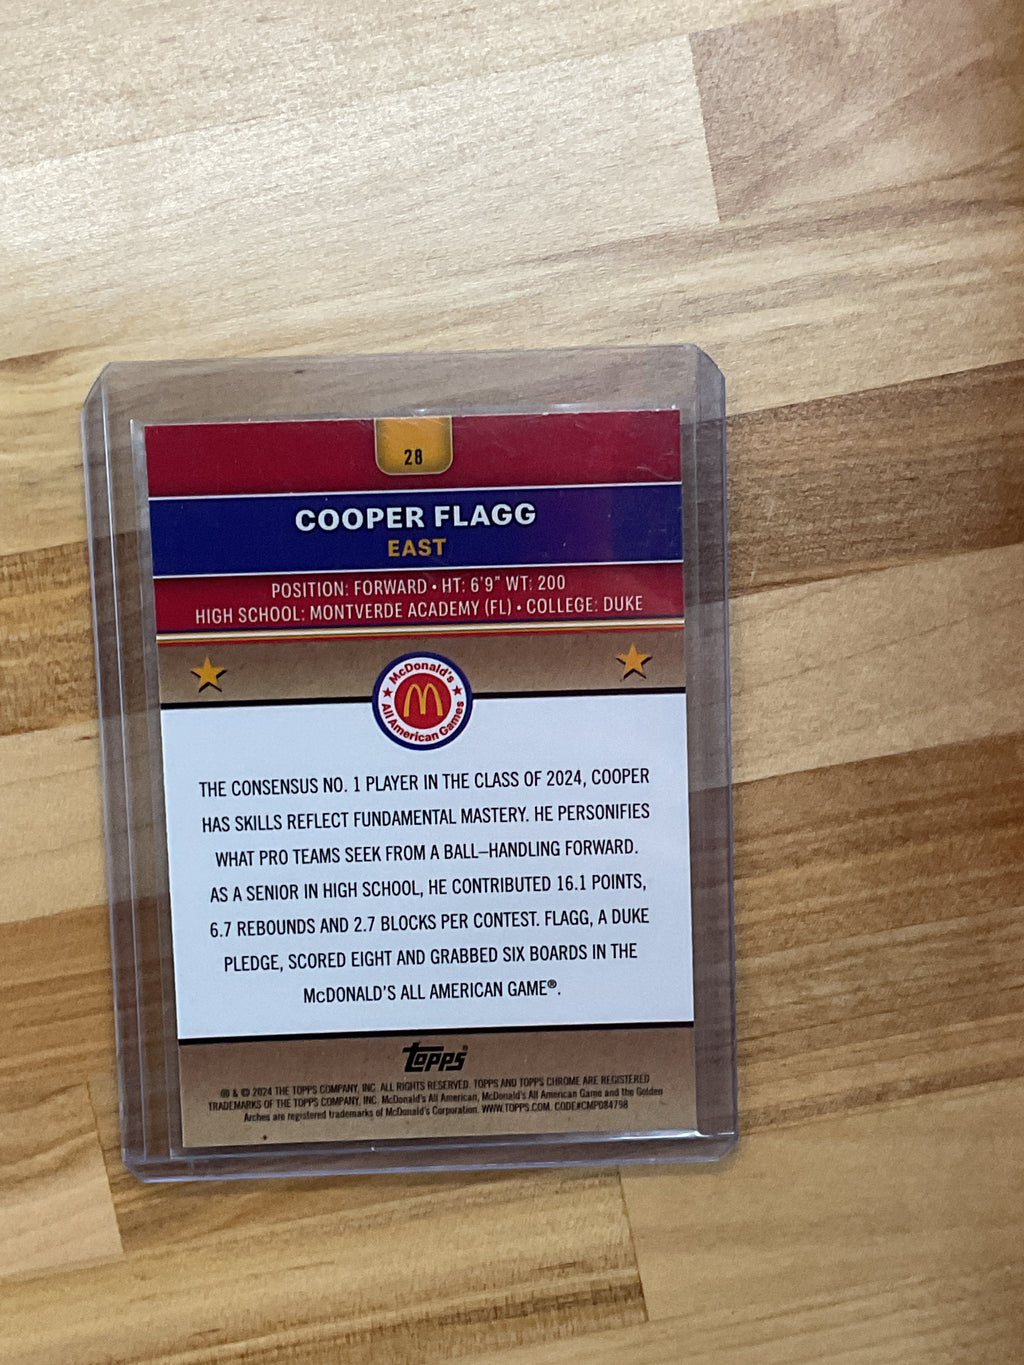 28
COOPER FLAGG
EAST
POSITION: FORWARD • HT: 6'9" WT: 200
HIGH SCHOOL: MONTVERDE ACADEMY (FL) • COLLEGE: DUKE
McDonald's
All American Games
THE CONSENSUS NO. 1 PLAYER IN THE CLASS OF 2024, COOPER
HAS SKILLS REFLECT FUNDAMENTAL MASTERY. HE PERSONIFIES
WHAT PRO TEAMS SEEK FROM A BALL–HANDLING FORWARD.
AS A SENIOR IN HIGH SCHOOL, HE CONTRIBUTED 16.1 POINTS,
6.7 REBOUNDS AND 2.7 BLOCKS PER CONTEST. FLAGG, A DUKE
PLEDGE, SCORED EIGHT AND GRABBED SIX BOARDS IN THE
McDONALD'S ALL AMERICAN GAME®.
Topps®
® & © 2024 THE TOPPS COMPANY, INC. ALL RIGHTS RESERVED. TOPPS AND TOPPS CHROME ARE REGISTERED
TRADEMARKS OF THE TOPPS COMPANY, INC. McDonald's All American, McDonald's All American Game and the Golden
Arches are registered trademarks of McDonald's Corporation. WWW.TOPPS.COM. CODE#CMP084798